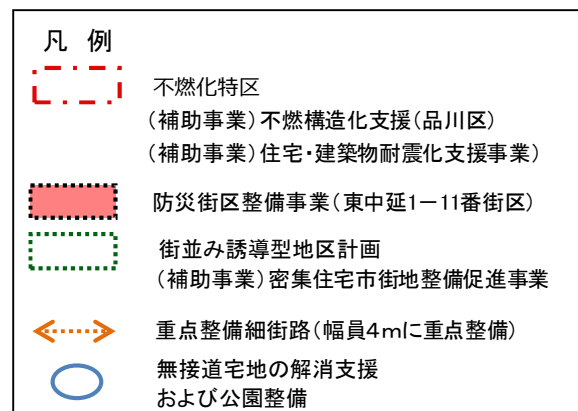 凡 例
不燃化特区
(補助事業)不燃構造化支援(品川区)
(補助事業)住宅・建築物耐震化支援事業)
防災街区整備事業(東中延1－11番街区)
街並み誘導型地区計画
(補助事業)密集住宅市街地整備促進事業
重点整備細街路(幅員4mに重点整備)
無接道宅地の解消支援
および公園整備